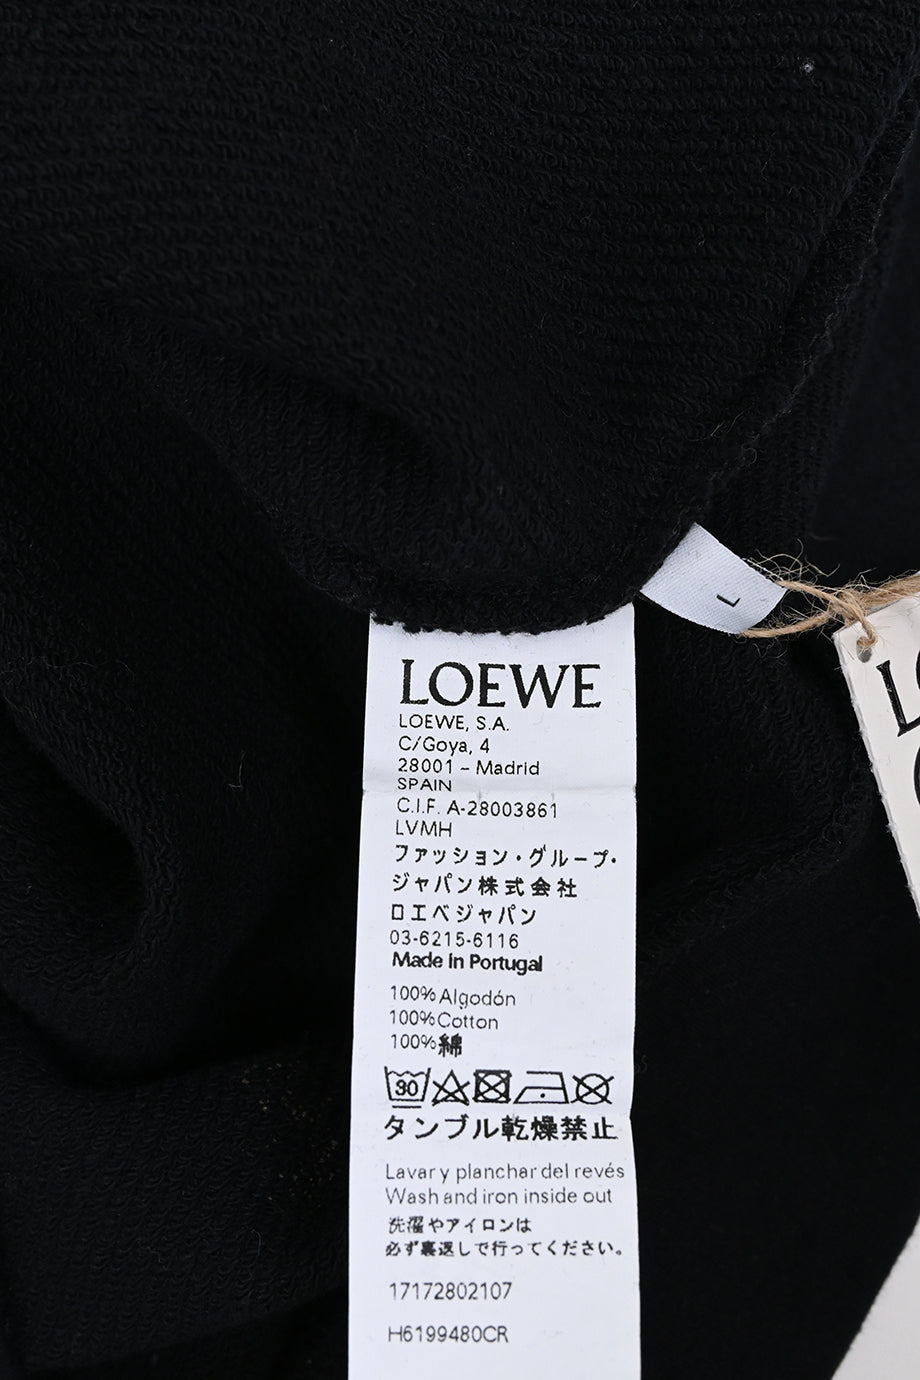 L
LOEWE
LOEWE, S.A.
C/Goya, 4
28001 – Madrid
SPAIN
C.I.F. A-28003861
LVMH
ファッション・グループ・
ジャパン株式会社
ロエベジャパン
03-6215-6116
Made in Portugal
100% Algodón
100% Cotton
100% 綿
30
タンブル乾燥禁止
Lavar y planchar del revés
Wash and iron inside out
洗濯やアイロンは
必ず裏返しで行ってください。
17172802107
H6199480CR